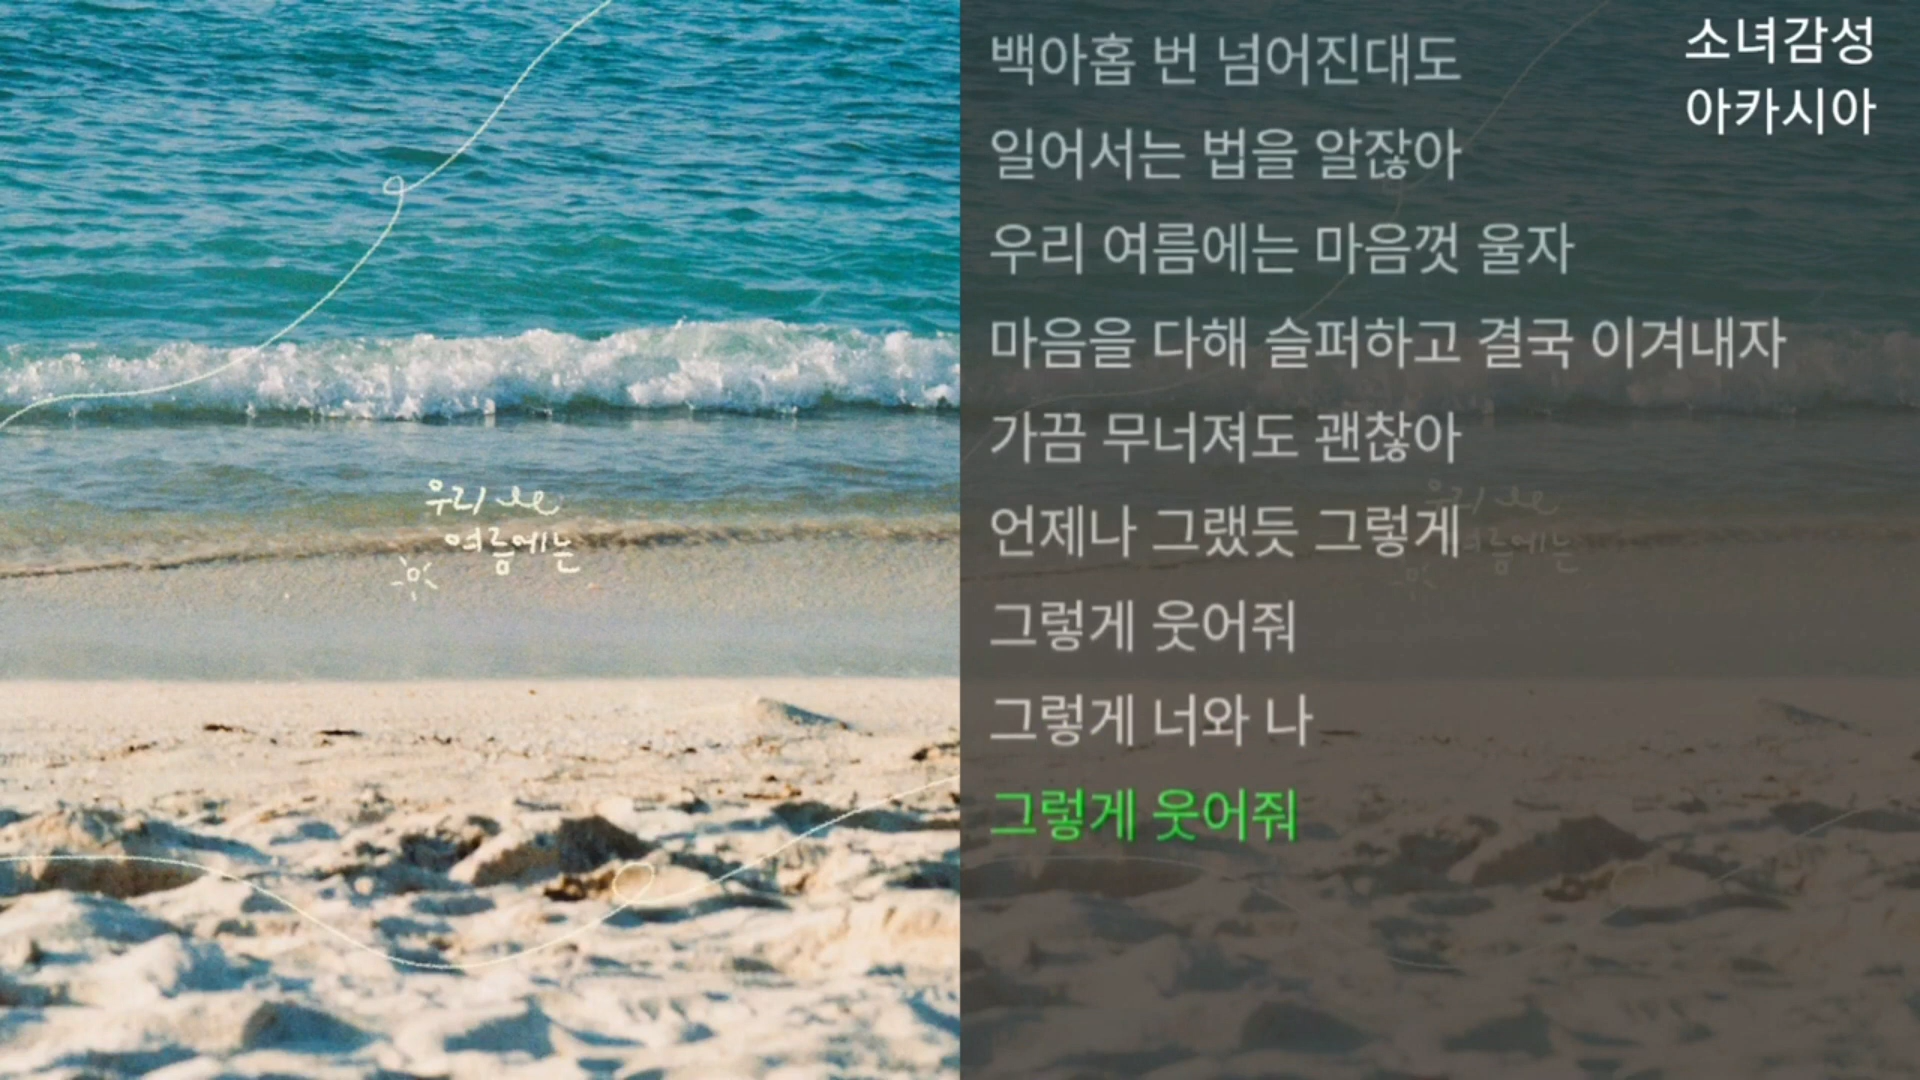 우리
여름에는
소녀감성
아카시아
백아홉 번 넘어진대도
일어서는 법을 알잖아
우리 여름에는 마음껏 울자
마음을 다해 슬퍼하고 결국 이겨내자
가끔 무너져도 괜찮아
언제나 그랬듯 그렇게
그렇게 웃어줘
그렇게 너와 나
그렇게 웃어줘